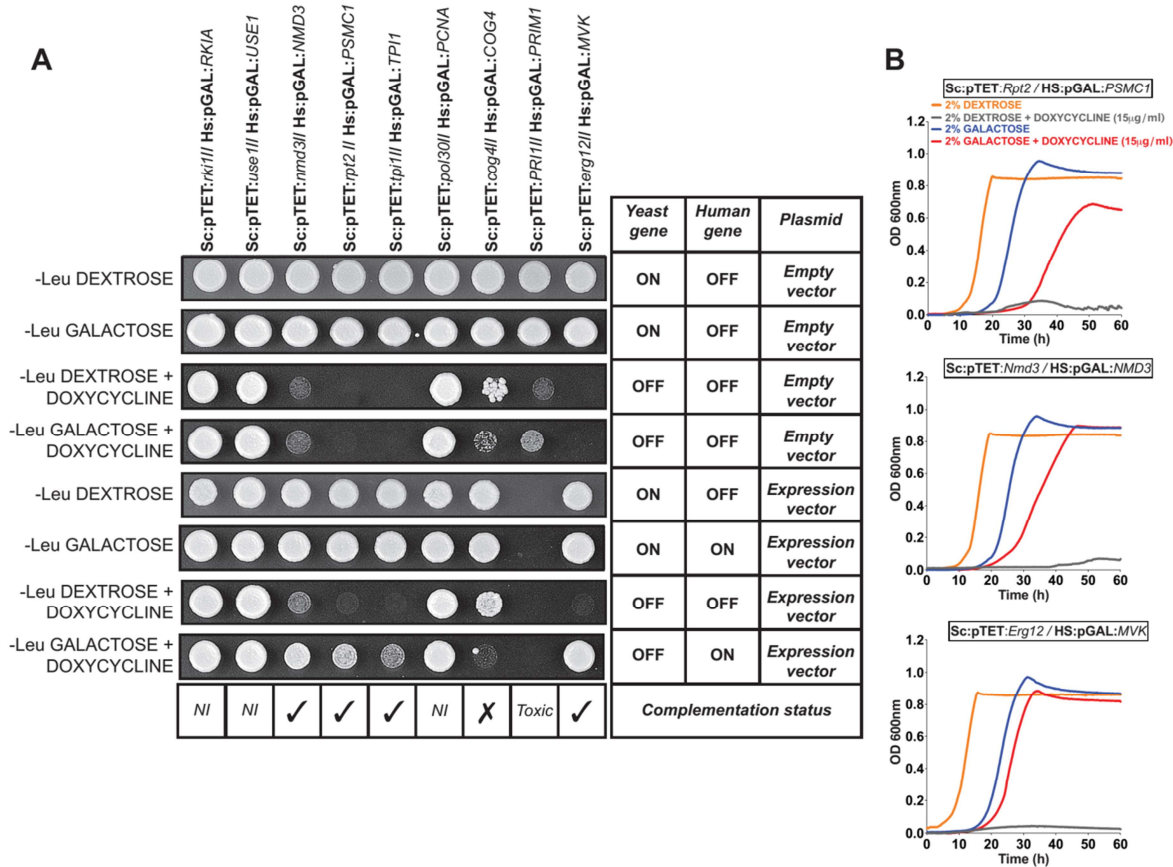 A
Sc:pTET:rki1II Hs:pGAL:RKIA
Sc:pTET:use1II Hs:pGAL:USE1
Sc:pTET:nmd3II Hs:pGAL:NMD3
Sc:pTET:rpt2 II Hs:pGAL:PSMC1
Sc:pTET:tpi1II Hs:pGAL:TPI1
Sc:pTET:pol30II Hs:pGAL:PCNA
Sc:pTET:cog4II Hs:pGAL:COG4
Sc:pTET:PRI1II Hs:pGAL:PRIM1
Sc:pTET:erg12II Hs:pGAL:MVK
Yeast gene
Human gene
Plasmid
-Leu DEXTROSE
ON
OFF
Empty vector
-Leu GALACTOSE
ON
OFF
Empty vector
-Leu DEXTROSE +
DOXYCYCLINE
OFF
OFF
Empty vector
-Leu GALACTOSE +
DOXYCYCLINE
OFF
OFF
Empty vector
-Leu DEXTROSE
ON
OFF
Expression vector
-Leu GALACTOSE
ON
ON
Expression vector
-Leu DEXTROSE +
DOXYCYCLINE
OFF
OFF
Expression vector
-Leu GALACTOSE +
DOXYCYCLINE
OFF
ON
Expression vector
NI
NI
✓
✓
✓
NI
✗
Toxic
✓
Complementation status
B
Sc:pTET:Rpt2 / HS:pGAL:PSMC1
2% DEXTROSE
2% DEXTROSE + DOXYCYCLINE (15µg/ml)
2% GALACTOSE
2% GALACTOSE + DOXYCYCLINE (15µg/ml)
OD 600nm
1.2
1.0
0.8
0.6
0.4
0.2
0.0
0 10 20 30 40 50 60
Time (h)
Sc:pTET:Nmd3 / HS:pGAL:NMD3
OD 600nm
1.2
1.0
0.8
0.6
0.4
0.2
0.0
0 10 20 30 40 50 60
Time (h)
Sc:pTET:Erg12 / HS:pGAL:MVK
OD 600nm
1.2
1.0
0.8
0.6
0.4
0.2
0.0
0 10 20 30 40 50 60
Time (h)